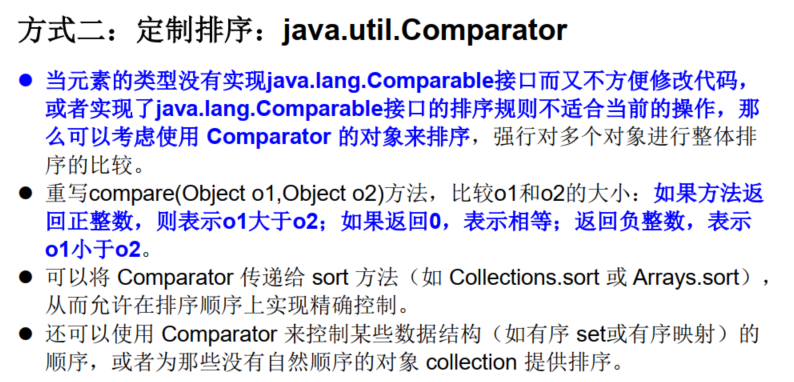 方式二：定制排序：java.util.Comparator
● 当元素的类型没有实现java.lang.Comparable接口而又不方便修改代码，
或者实现了java.lang.Comparable接口的排序规则不适合当前的操作，那
么可以考虑使用 Comparator 的对象来排序，强行对多个对象进行整体排
序的比较。
● 重写compare(Object o1,Object o2)方法，比较o1和o2的大小：如果方法返
回正整数，则表示o1大于o2；如果返回0，表示相等；返回负整数，表示
o1小于o2。
● 可以将 Comparator 传递给 sort 方法（如 Collections.sort 或 Arrays.sort），
从而允许在排序顺序上实现精确控制。
● 还可以使用 Comparator 来控制某些数据结构（如有序 set或有序映射）的
顺序，或者为那些没有自然顺序的对象 collection 提供排序。